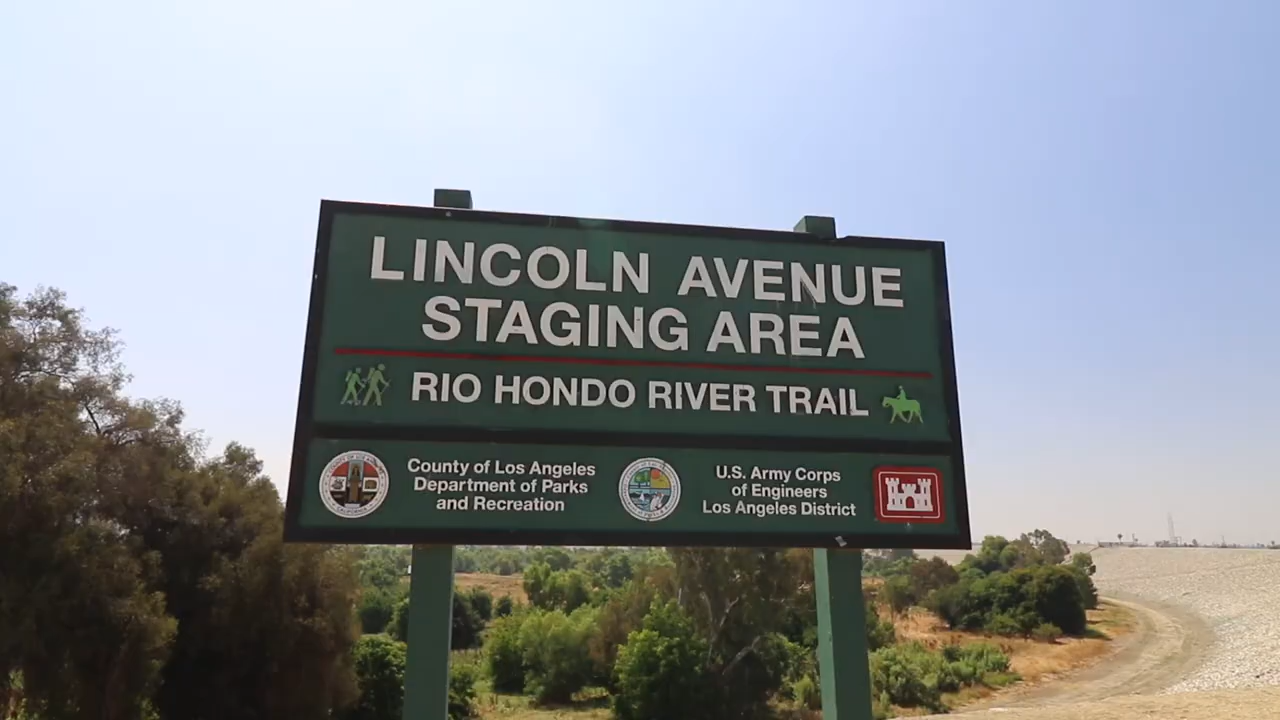 LINCOLN AVENUE
STAGING AREA
RIO HONDO RIVER TRAIL
County of Los Angeles
Department of Parks
and Recreation
U.S. Army Corps
of Engineers
Los Angeles District